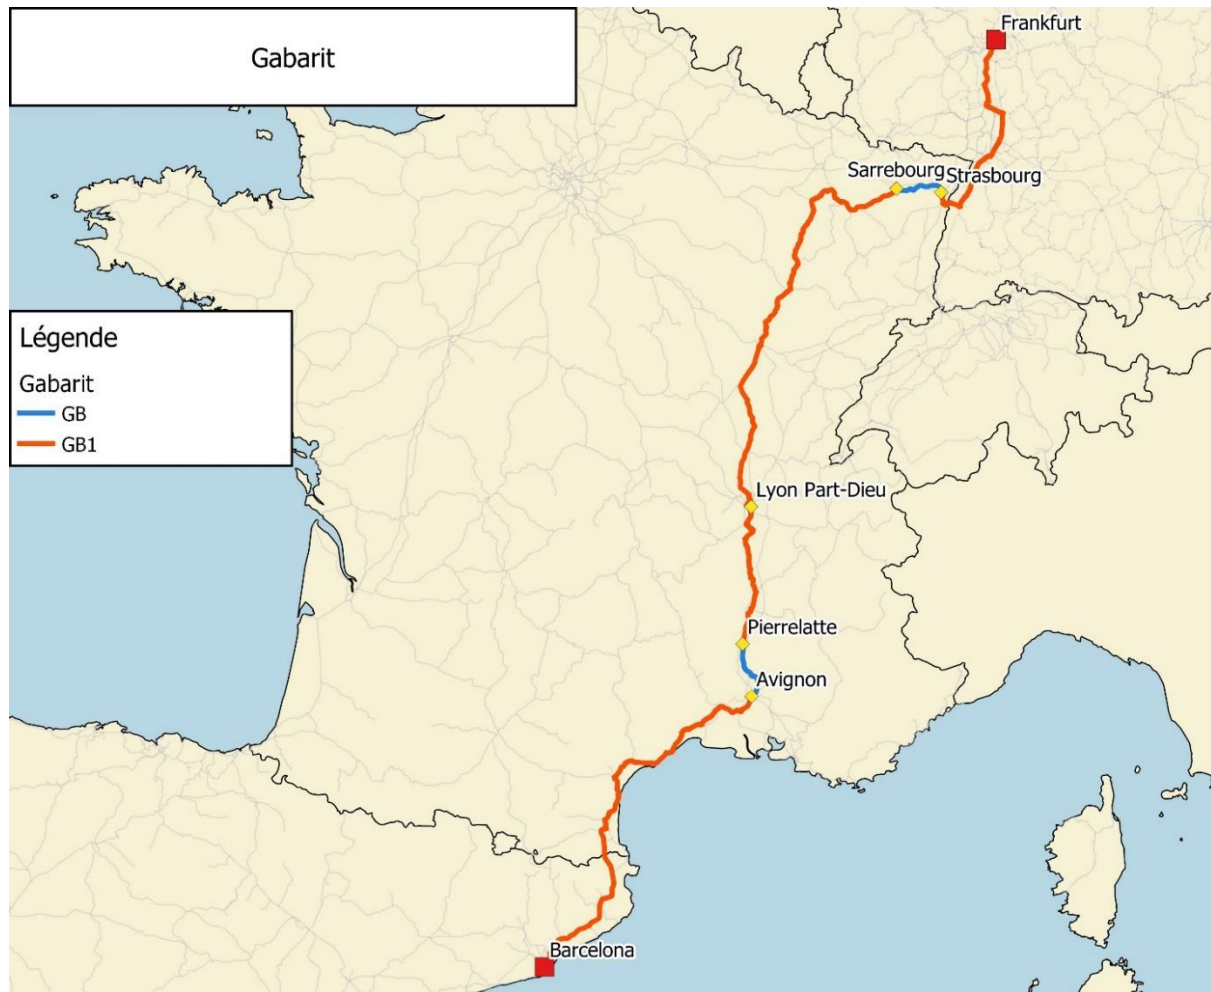 Gabarit
Frankfurt
Sarrebourg
Strasbourg
Légende
Gabarit
GB
GB1
Lyon Part-Dieu
Pierrelatte
Avignon
Barcelona